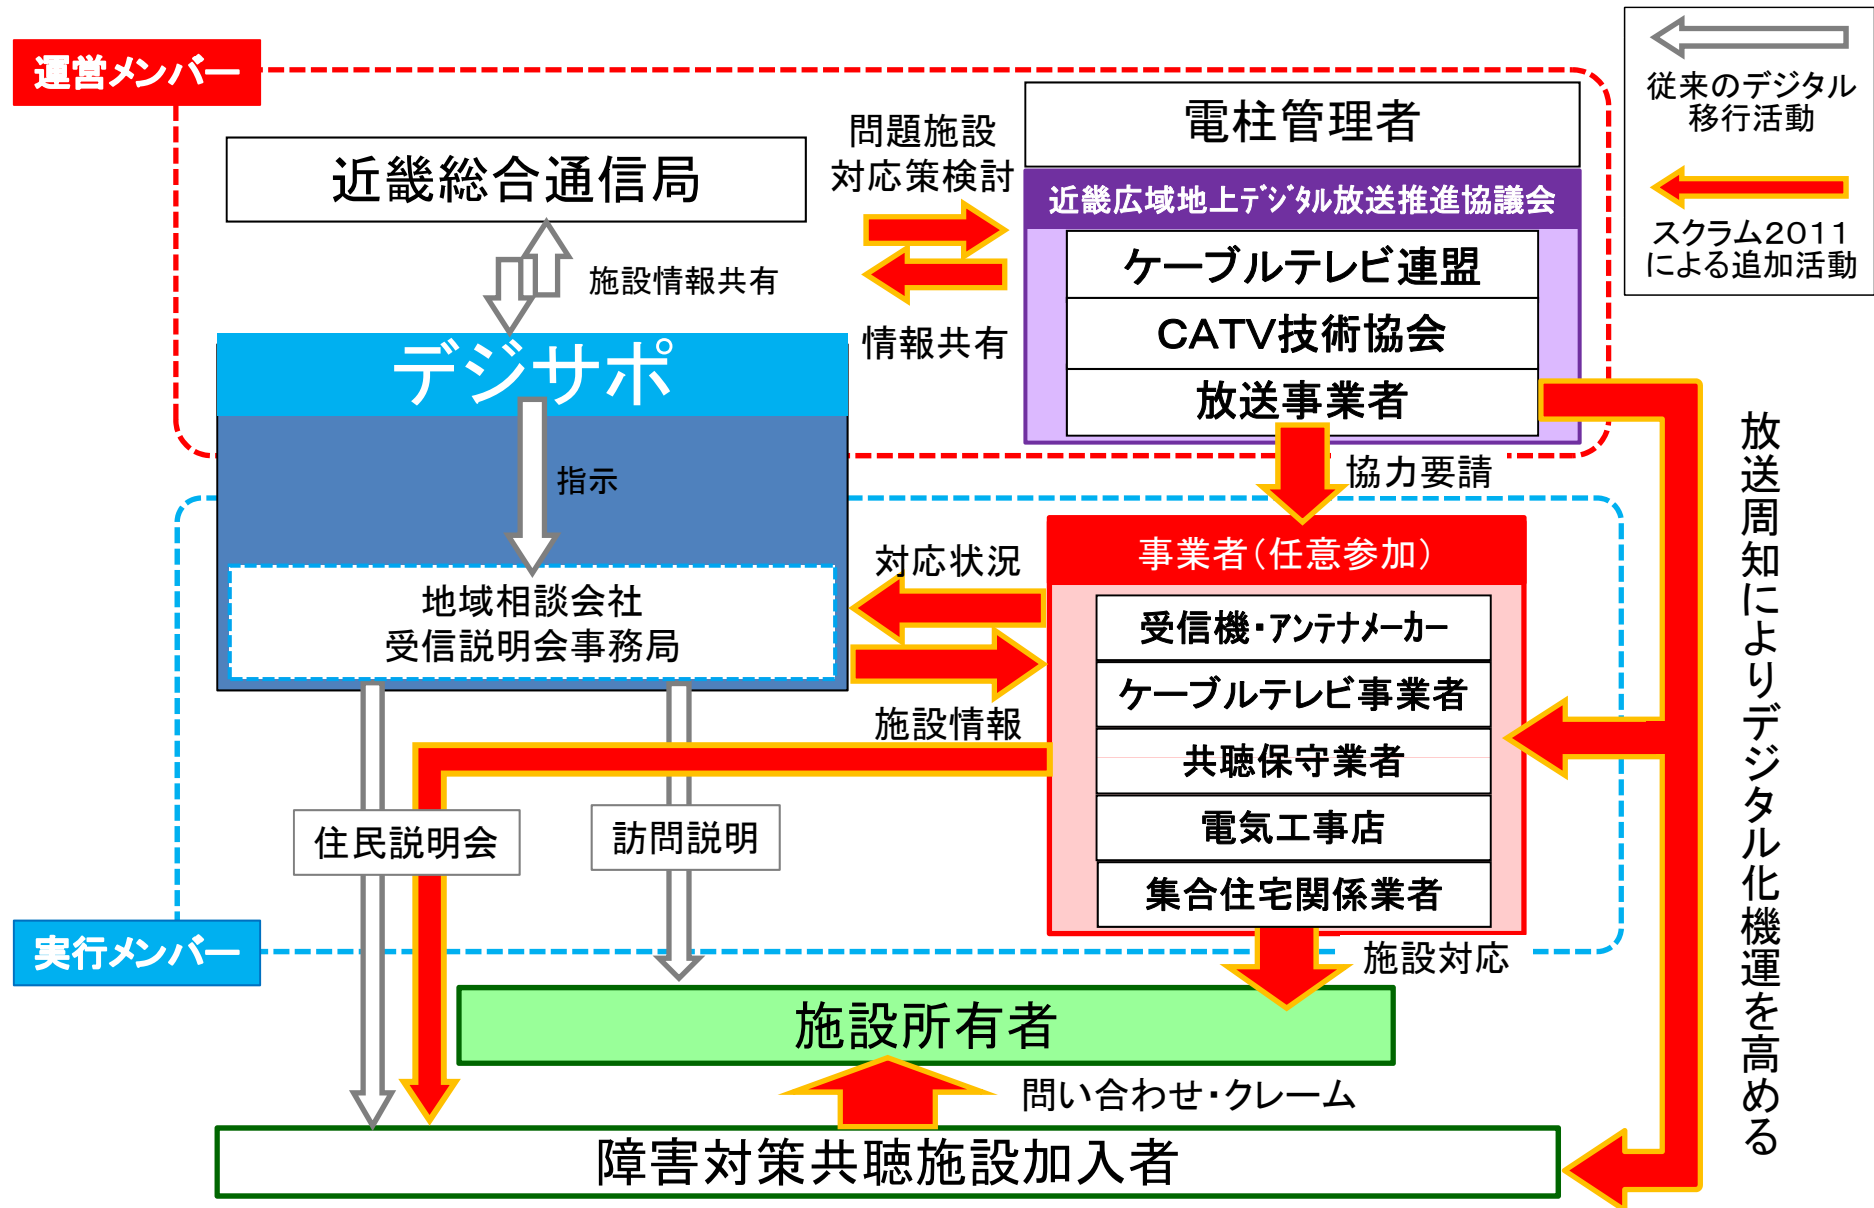 運営メンバー
従来のデジタル
移行活動
スクラム2011
による追加活動
近畿総合通信局
問題施設
対応策検討
電柱管理者
近畿広域地上デジタル放送推進協議会
ケーブルテレビ連盟
CATV技術協会
放送事業者
施設情報共有
情報共有
デジサポ
指示
協力要請
地域相談会社
受信説明会事務局
対応状況
施設情報
事業者(任意参加)
受信機・アンテナメーカー
ケーブルテレビ事業者
共聴保守業者
電気工事店
集合住宅関係業者
放送周知によりデジタル化機運を高める
住民説明会
訪問説明
実行メンバー
施設対応
施設所有者
問い合わせ・クレーム
障害対策共聴施設加入者